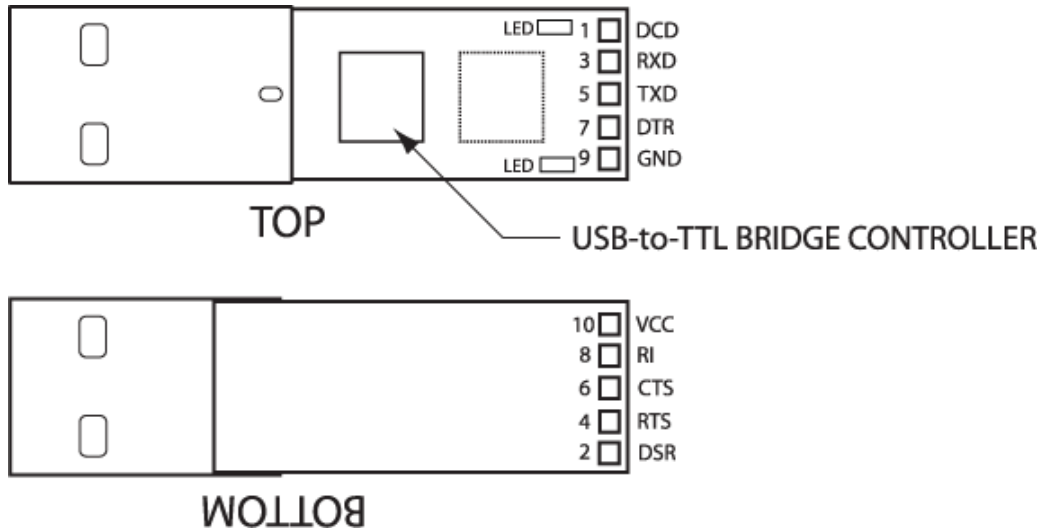 LED 1 DCD
3 RXD
5 TXD
7 DTR
LED 9 GND
TOP
USB-to-TTL BRIDGE CONTROLLER
10 VCC
8 RI
6 CTS
4 RTS
2 DSR
BOTTOM